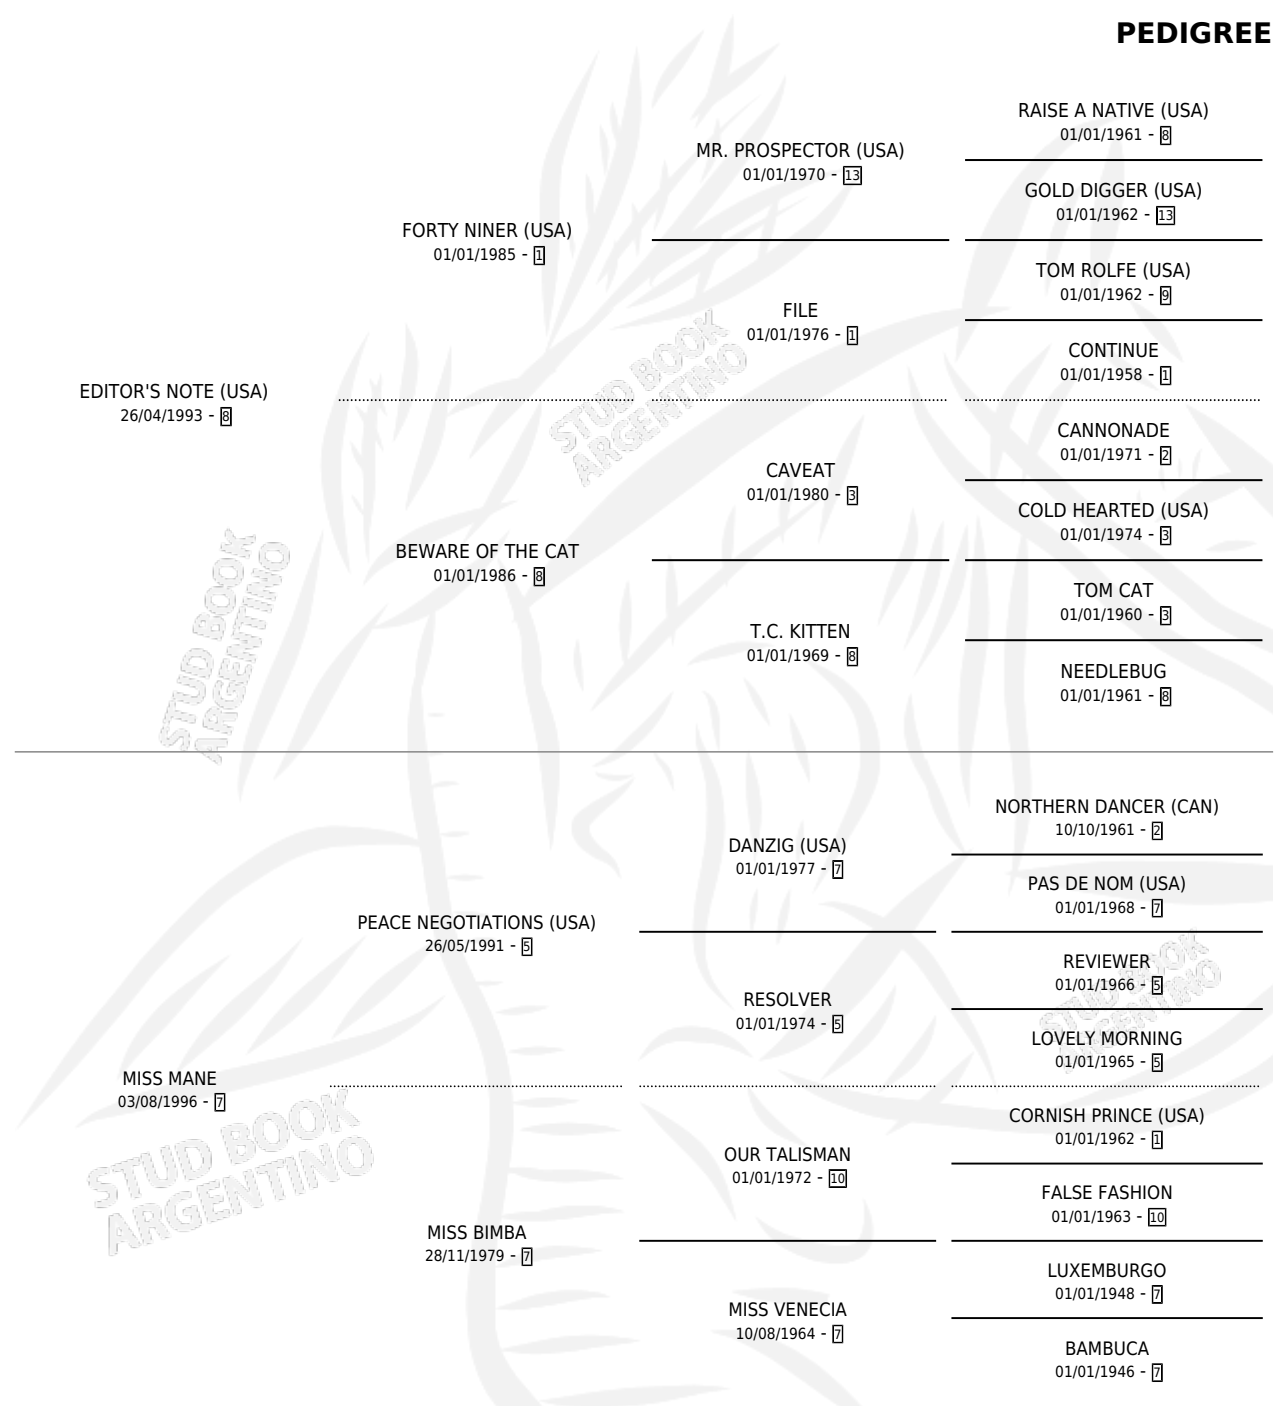 PEDIGREE
RAISE A NATIVE (USA)
01/01/1961 - 8
MR. PROSPECTOR (USA)
01/01/1970 - 13
GOLD DIGGER (USA)
01/01/1962 - 13
FORTY NINER (USA)
01/01/1985 - 1
TOM ROLFE (USA)
01/01/1962 - 9
FILE
01/01/1976 - 1
CONTINUE
01/01/1958 - 1
EDITOR'S NOTE (USA)
26/04/1993 - 8
CANNONADE
01/01/1971 - 2
CAVEAT
01/01/1980 - 3
COLD HEARTED (USA)
01/01/1974 - 3
BEWARE OF THE CAT
01/01/1986 - 8
TOM CAT
01/01/1960 - 3
T.C. KITTEN
01/01/1969 - 8
NEEDLEBUG
01/01/1961 - 8
NORTHERN DANCER (CAN)
10/10/1961 - 2
DANZIG (USA)
01/01/1977 - 7
PAS DE NOM (USA)
01/01/1968 - 7
PEACE NEGOTIATIONS (USA)
26/05/1991 - 5
REVIEWER
01/01/1966 - 5
RESOLVER
01/01/1974 - 5
LOVELY MORNING
01/01/1965 - 5
MISS MANE
03/08/1996 - 7
CORNISH PRINCE (USA)
01/01/1962 - 1
OUR TALISMAN
01/01/1972 - 10
FALSE FASHION
01/01/1963 - 10
MISS BIMBA
28/11/1979 - 7
LUXEMBURGO
01/01/1948 - 7
MISS VENECIA
10/08/1964 - 7
BAMBUCA
01/01/1946 - 7
STUD BOOK
ARGENTINO
STUD BOOK
ARGENTINO
STUD BOOK
ARGENTINO
STUD BOOK
ARGENTINO